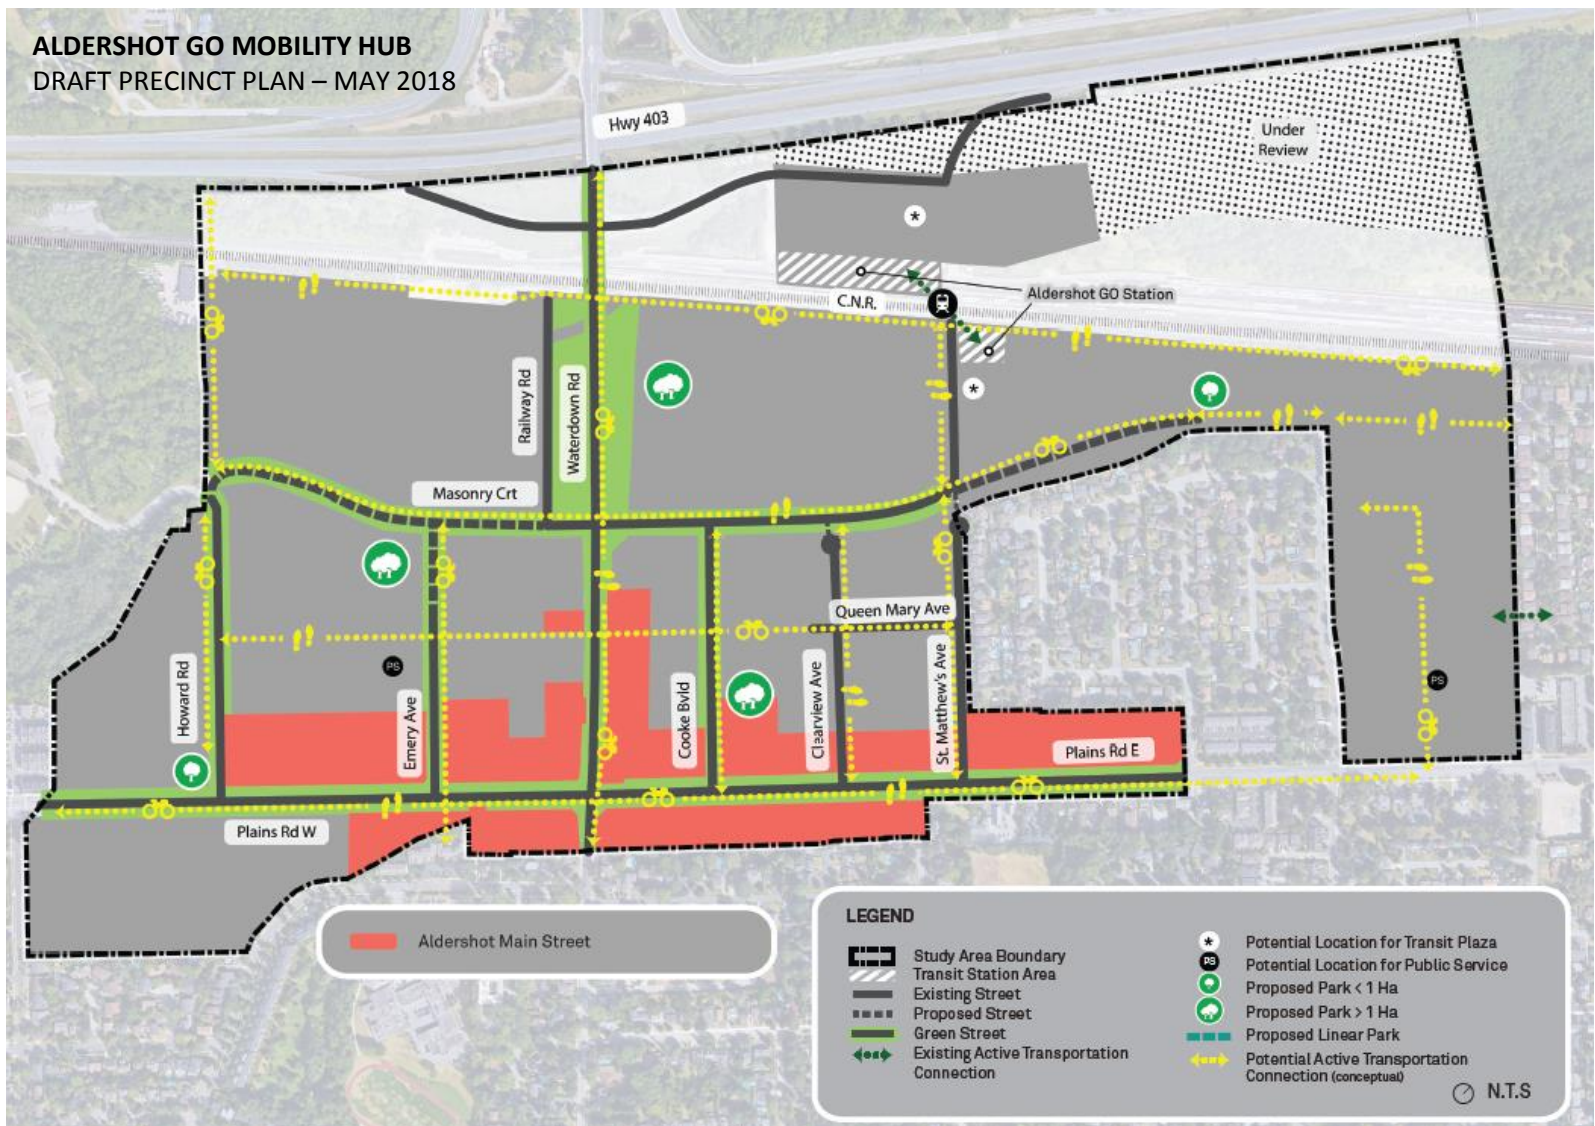 ALDERSHOT GO MOBILITY HUB
DRAFT PRECINCT PLAN – MAY 2018
Hwy 403
Under
Review
*
C.N.R.
Aldershot GO Station
Railway Rd
Waterdown Rd
*
Masonry Crt
Queen Mary Ave
Howard Rd
PS
Emery Ave
Cooke Bvld
Clearview Ave
St. Matthew's Ave
PS
Plains Rd E
Plains Rd W
Aldershot Main Street
LEGEND
Study Area Boundary
Transit Station Area
Existing Street
Proposed Street
Green Street
Existing Active Transportation
Connection
* Potential Location for Transit Plaza
PS Potential Location for Public Service
Proposed Park < 1 Ha
Proposed Park > 1 Ha
Proposed Linear Park
Potential Active Transportation
Connection (conceptual)
N.T.S